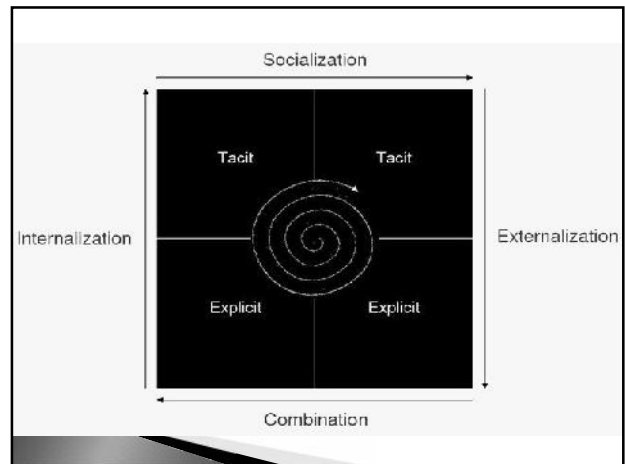 Socialization
Tacit Tacit
Internalization Externalization
Explicit Explicit
Combination